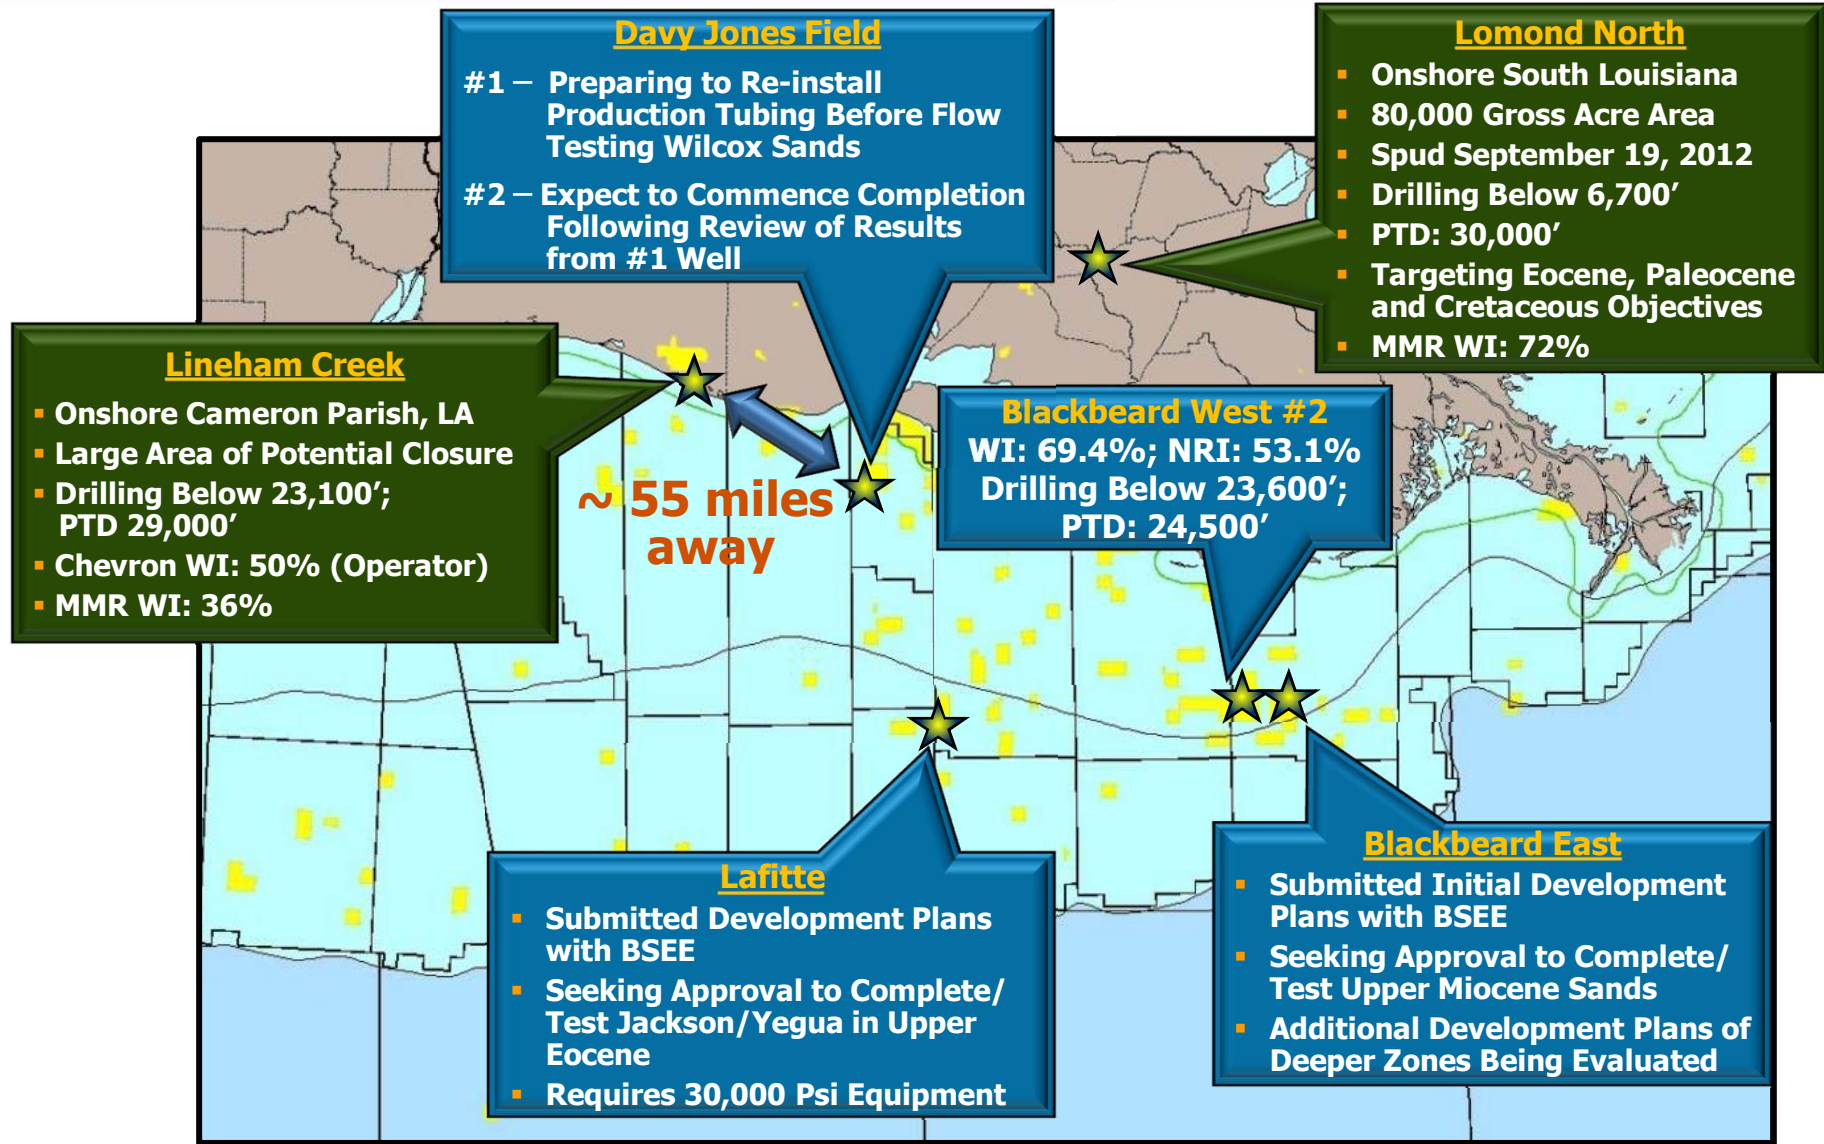 Davy Jones Field
#1 – Preparing to Re-install
Production Tubing Before Flow
Testing Wilcox Sands
#2 – Expect to Commence Completion
Following Review of Results
from #1 Well
Lomond North
▪ Onshore South Louisiana
▪ 80,000 Gross Acre Area
▪ Spud September 19, 2012
▪ Drilling Below 6,700’
▪ PTD: 30,000’
▪ Targeting Eocene, Paleocene
and Cretaceous Objectives
▪ MMR WI: 72%
Lineham Creek
▪ Onshore Cameron Parish, LA
▪ Large Area of Potential Closure
▪ Drilling Below 23,100’;
PTD 29,000’
▪ Chevron WI: 50% (Operator)
▪ MMR WI: 36%
~ 55 miles
away
Blackbeard West #2
WI: 69.4%; NRI: 53.1%
Drilling Below 23,600’;
PTD: 24,500’
Lafitte
▪ Submitted Development Plans
with BSEE
▪ Seeking Approval to Complete/
Test Jackson/Yegua in Upper
Eocene
▪ Requires 30,000 Psi Equipment
Blackbeard East
▪ Submitted Initial Development
Plans with BSEE
▪ Seeking Approval to Complete/
Test Upper Miocene Sands
▪ Additional Development Plans of
Deeper Zones Being Evaluated